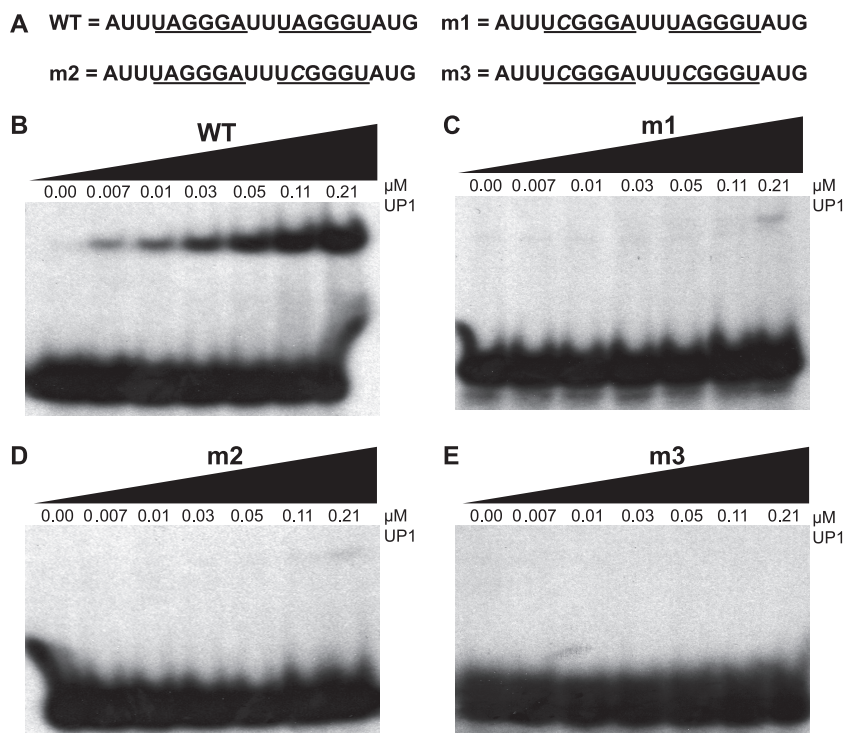 A WT = AUUUAGGGAUUUAGGGUAUG m1 = AUUUCGGGAUUUAGGGUAUG
m2 = AUUUAGGGAUUUCGGGUAUG m3 = AUUUCGGGAUUUCGGGUAUG
B WT
0.00 0.007 0.01 0.03 0.05 0.11 0.21 µM
UP1
C m1
0.00 0.007 0.01 0.03 0.05 0.11 0.21 µM
UP1
D m2
0.00 0.007 0.01 0.03 0.05 0.11 0.21 µM
UP1
E m3
0.00 0.007 0.01 0.03 0.05 0.11 0.21 µM
UP1